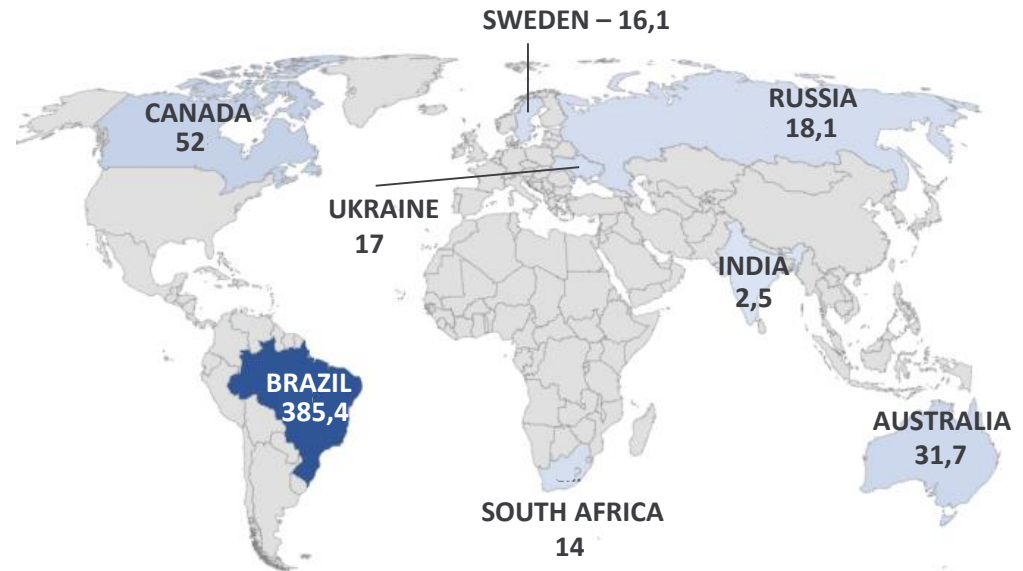 SWEDEN – 16,1
CANADA
52
RUSSIA
18,1
UKRAINE
17
INDIA
2,5
BRAZIL
385,4
AUSTRALIA
31,7
SOUTH AFRICA
14